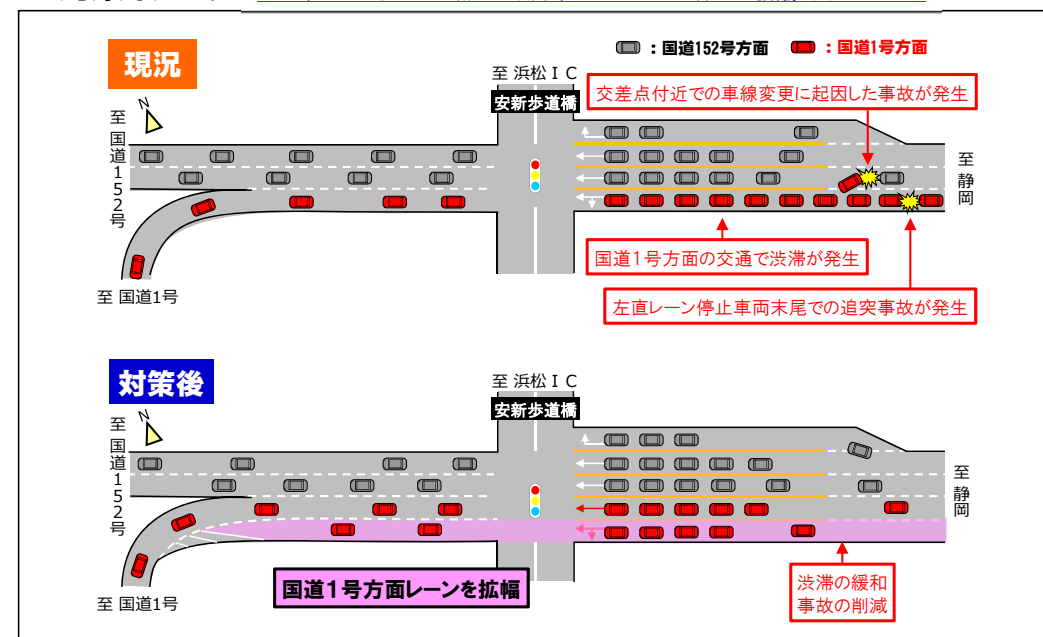 ：国道152号方面
：国道1号方面
現況
至 浜松ＩＣ
安新歩道橋
交差点付近での車線変更に起因した事故が発生
N
至国道152号
至静岡
国道1号方面の交通で渋滞が発生
至 国道1号
左直レーン停止車両末尾での追突事故が発生
対策後
至 浜松ＩＣ
安新歩道橋
N
至国道152号
至静岡
国道１号方面レーンを拡幅
渋滞の緩和
事故の削減
至 国道1号